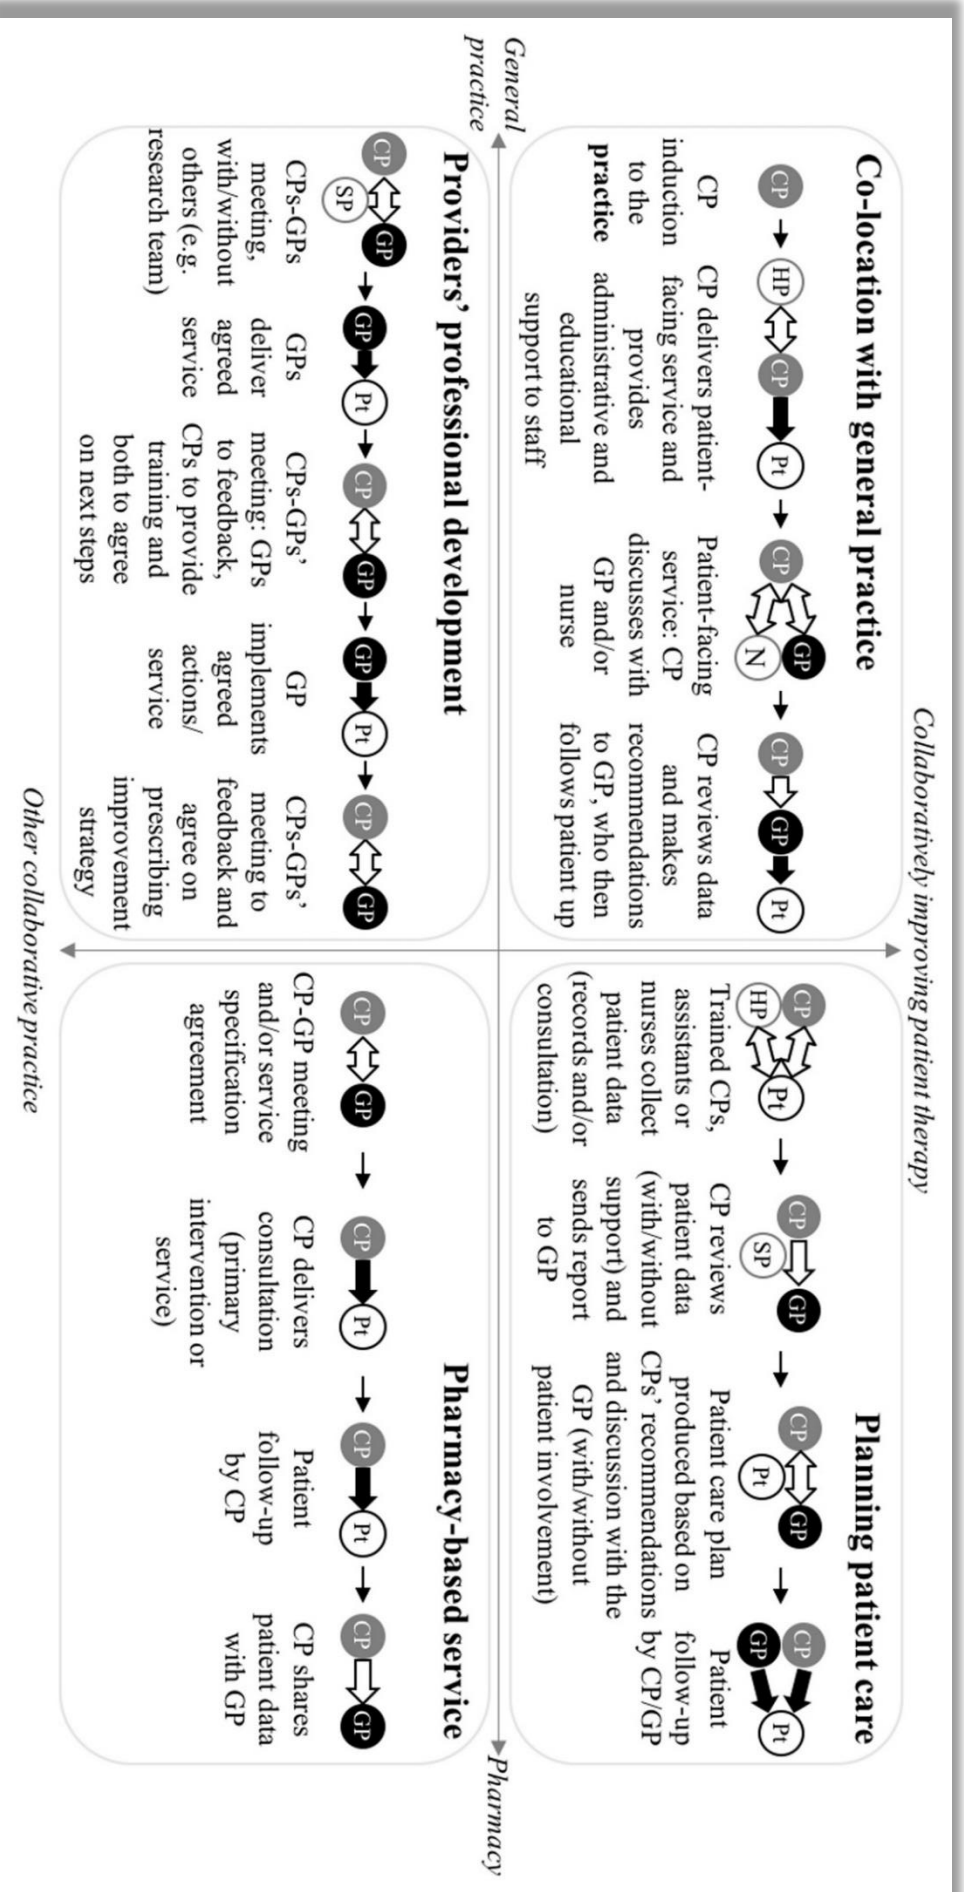 Collaboratively improving patient therapy
Co-location with general practice
CP
HP
CP
Pt
CP
GP
N
CP
GP
Pt
CP
induction
to the
practice
CP delivers patient-
facing service and
provides
administrative and
educational
support to staff
Patient-facing
service: CP
discusses with
GP and/or
nurse
CP reviews data
and makes
recommendations
to GP, who then
follows patient up
Planning patient care
CP
HP
Pt
CP
SP
GP
CP
Pt
GP
CP
GP
Pt
Trained CPs,
assistants or
nurses collect
patient data
(records and/or
consultation)
CP reviews
patient data
(with/without
support) and
sends report
to GP
Patient care plan
produced based on
CPs’ recommendations
and discussion with the
GP (with/without
patient involvement)
Patient
follow-up
by CP/GP
General
practice
Pharmacy
Providers’ professional development
CP
SP
GP
GP
Pt
CP
GP
GP
Pt
CP
GP
CPs-GPs
meeting,
with/without
others (e.g.
research team)
GPs
deliver
agreed
service
CPs-GPs’
meeting: GPs
to feedback,
CPs to provide
training and
both to agree
on next steps
GP
implements
agreed
actions/
service
CPs-GPs’
meeting to
feedback and
agree on
prescribing
improvement
strategy
Pharmacy-based service
CP
GP
CP
Pt
CP
Pt
CP
GP
CP-GP meeting
and/or service
specification
agreement
CP delivers
consultation
(primary
intervention or
service)
Patient
follow-up
by CP
CP shares
patient data
with GP
Other collaborative practice